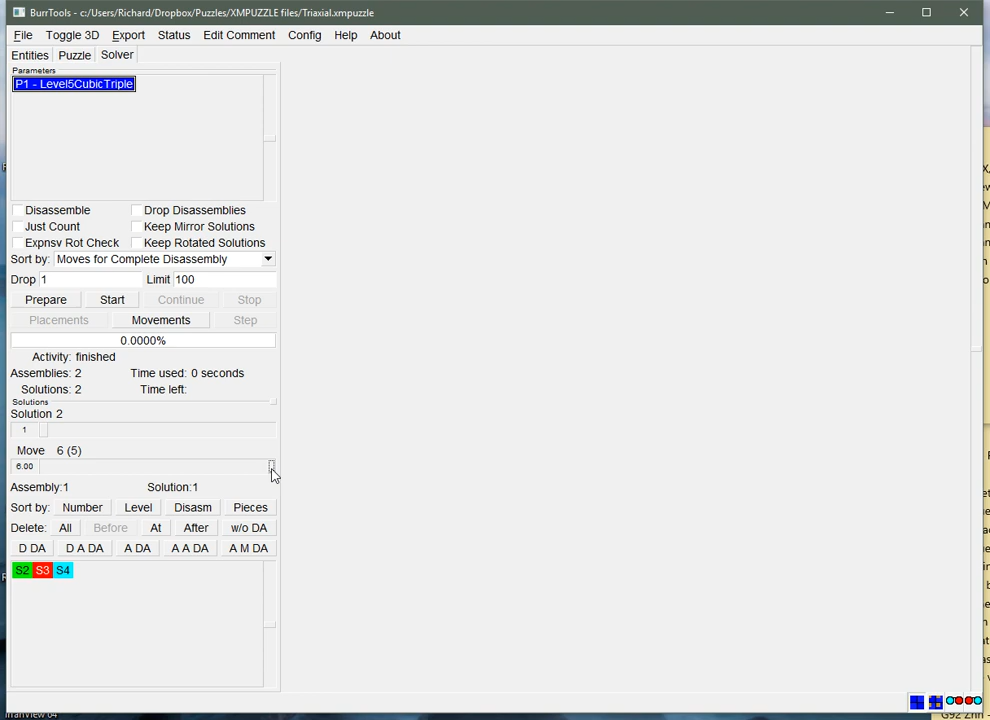 BurrTools - c:/Users/Richard/Dropbox/Puzzles/XMPUZZLE files/Triaxial.xmpuzzle
File Toggle 3D Export Status Edit Comment Config Help About
Entities Puzzle Solver
Parameters
P1 - Level5CubicTriple
Disassemble Drop Disassemblies
Just Count Keep Mirror Solutions
Expnsv Rot Check Keep Rotated Solutions
Sort by: Moves for Complete Disassembly
Drop 1 Limit 100
Prepare Start Continue Stop
Placements Movements Step
0.0000%
Activity: finished
Assemblies: 2 Time used: 0 seconds
Solutions: 2 Time left:
Solutions
Solution 2
1
Move 6 (5)
6.00
Assembly:1 Solution:1
Sort by: Number Level Disasm Pieces
Delete: All Before At After w/o DA
D DA D A DA A DA A A DA A M DA
S2 S3 S4